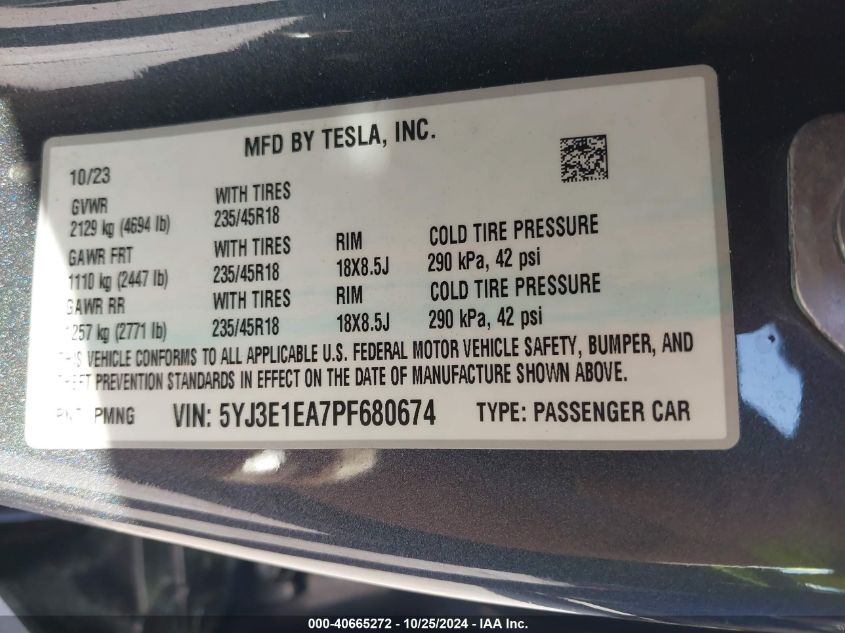 MFD BY TESLA, INC.
10/23
GVWR WITH TIRES
2129 kg (4694 lb) 235/45R18
GAWR FRT WITH TIRES RIM COLD TIRE PRESSURE
1110 kg (2447 lb) 235/45R18 18X8.5J 290 kPa, 42 psi
GAWR RR WITH TIRES RIM COLD TIRE PRESSURE
1257 kg (2771 lb) 235/45R18 18X8.5J 290 kPa, 42 psi
THIS VEHICLE CONFORMS TO ALL APPLICABLE U.S. FEDERAL MOTOR VEHICLE SAFETY, BUMPER, AND
THEFT PREVENTION STANDARDS IN EFFECT ON THE DATE OF MANUFACTURE SHOWN ABOVE.
PMNG VIN: 5YJ3E1EA7PF680674 TYPE: PASSENGER CAR
000-40665272 - 10/25/2024 - IAA Inc.